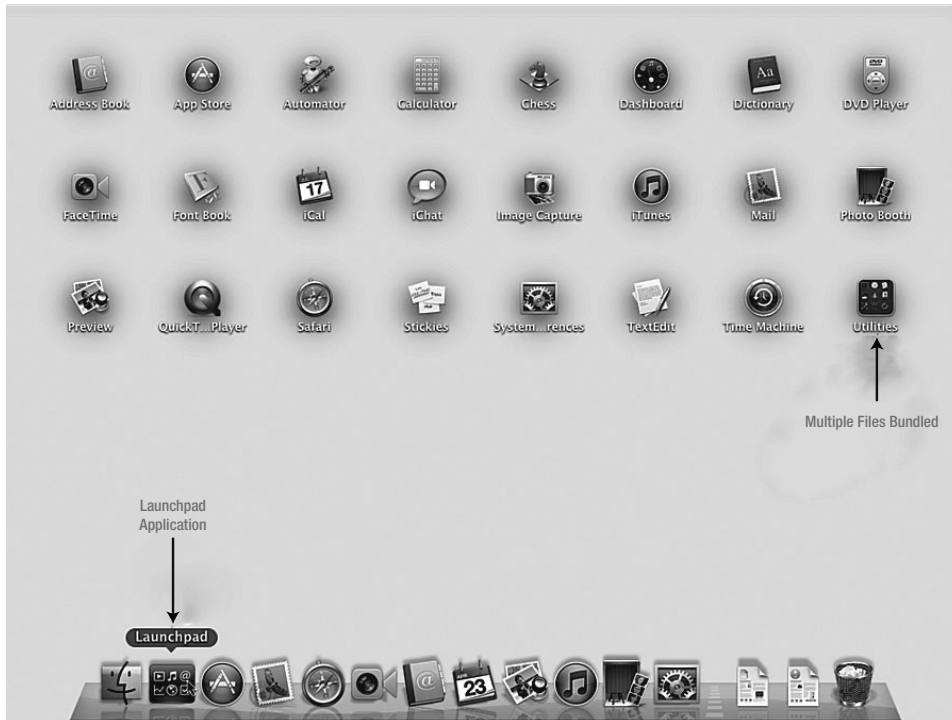 Address Book
App Store
Automator
Calculator
Chess
Dashboard
Dictionary
DVD Player
FaceTime
Font Book
17
iCal
iChat
Image Capture
iTunes
Mail
Photo Booth
Preview
QuickT...Player
Safari
Stickies
System...rences
Aa
TextEdit
Time Machine
Utilities
Multiple Files Bundled
Launchpad
Application
Launchpad
23